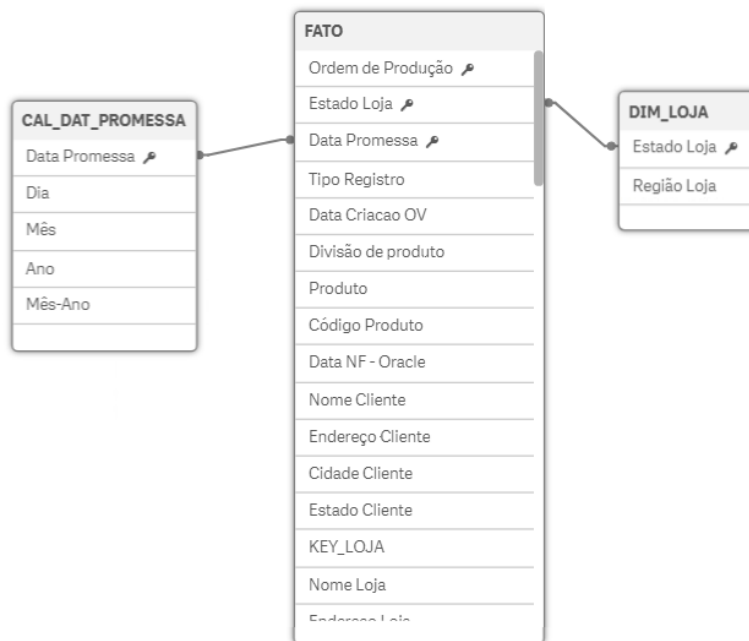 CAL_DAT_PROMESSA
Data Promessa
Dia
Mês
Ano
Mês-Ano
FATO
Ordem de Produção
Estado Loja
Data Promessa
Tipo Registro
Data Criacao OV
Divisão de produto
Produto
Código Produto
Data NF - Oracle
Nome Cliente
Endereço Cliente
Cidade Cliente
Estado Cliente
KEY_LOJA
Nome Loja
DIM_LOJA
Estado Loja
Região Loja